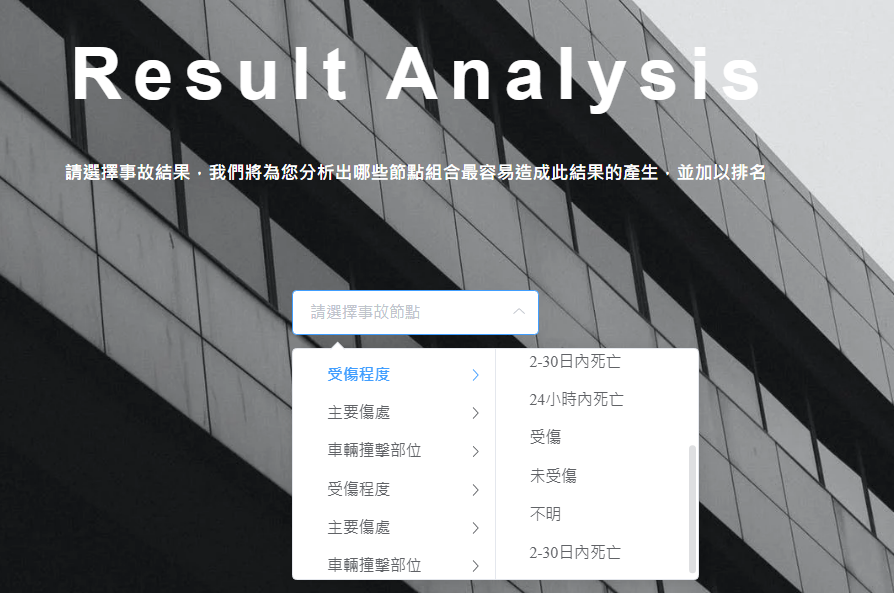 Result Analysis
請選擇事故結果，我們將為您分析出哪些節點組合最容易造成此結果的產生，並加以排名
請選擇事故節點
受傷程度
主要傷處
車輛撞擊部位
受傷程度
主要傷處
車輛撞擊部位
2-30日內死亡
24小時內死亡
受傷
未受傷
不明
2-30日內死亡